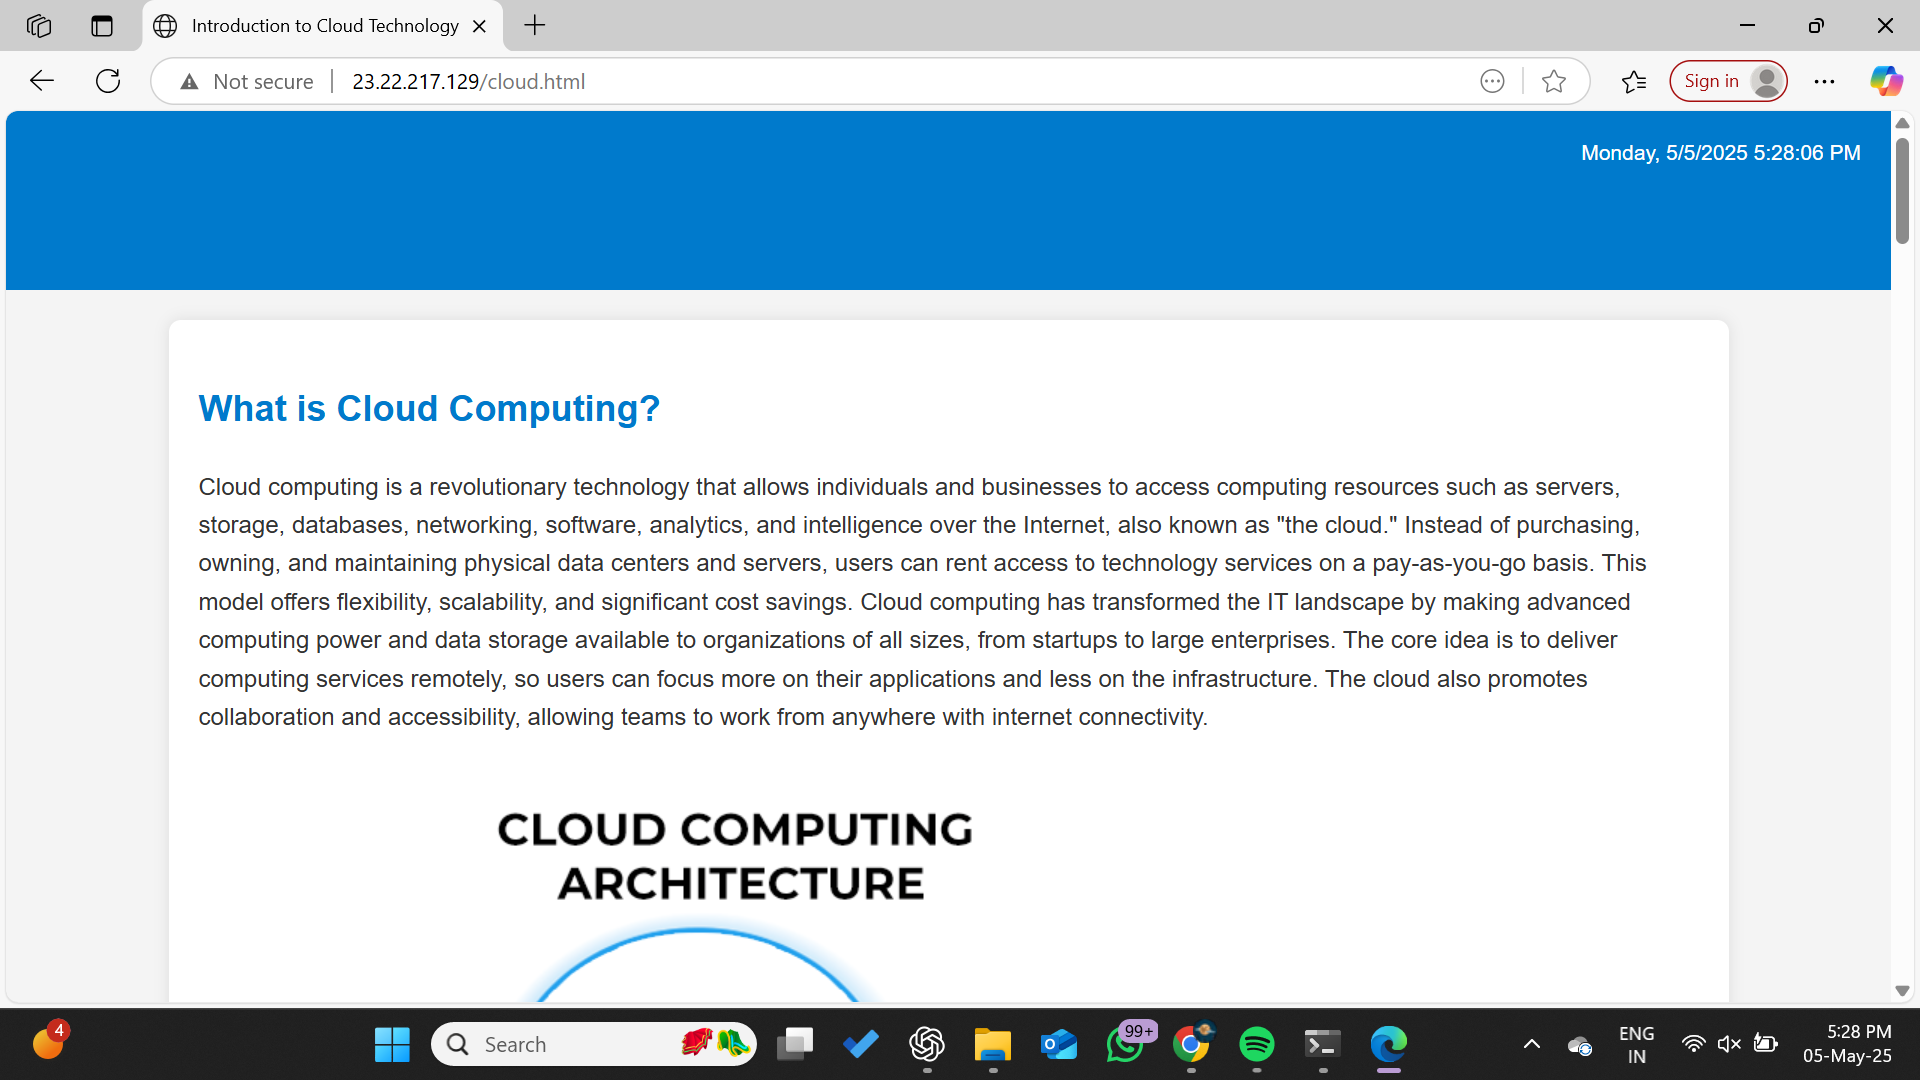 Introduction to Cloud Technology
Not secure
23.22.217.129/cloud.html
Sign in
Monday, 5/5/2025 5:28:06 PM
What is Cloud Computing?
Cloud computing is a revolutionary technology that allows individuals and businesses to access computing resources such as servers,
storage, databases, networking, software, analytics, and intelligence over the Internet, also known as "the cloud." Instead of purchasing,
owning, and maintaining physical data centers and servers, users can rent access to technology services on a pay-as-you-go basis. This
model offers flexibility, scalability, and significant cost savings. Cloud computing has transformed the IT landscape by making advanced
computing power and data storage available to organizations of all sizes, from startups to large enterprises. The core idea is to deliver
computing services remotely, so users can focus more on their applications and less on the infrastructure. The cloud also promotes
collaboration and accessibility, allowing teams to work from anywhere with internet connectivity.
CLOUD COMPUTING
ARCHITECTURE
4
Search
99+
ENG
IN
5:28 PM
05-May-25